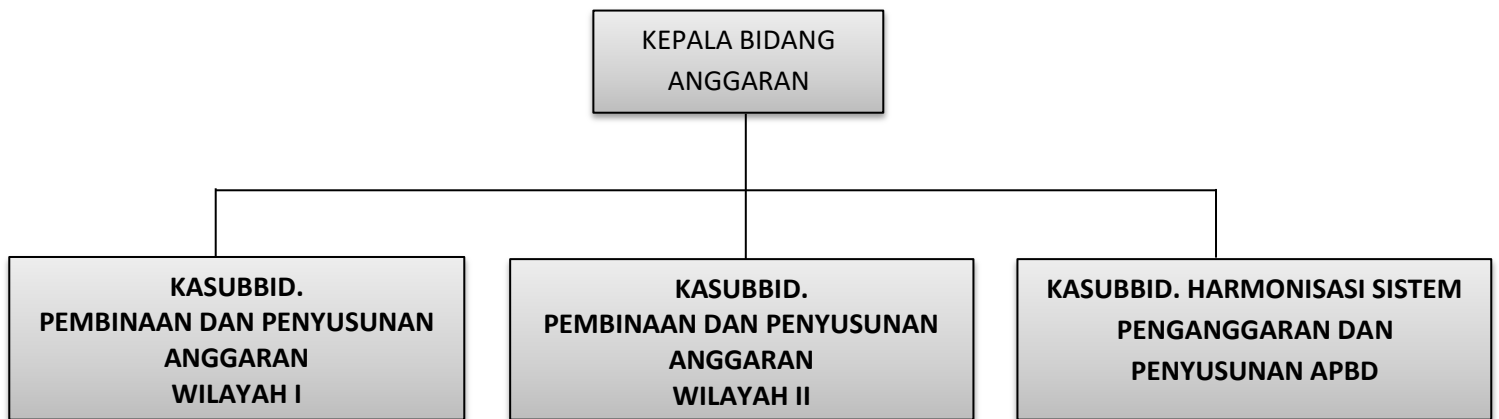 KEPALA BIDANG
ANGGARAN
KASUBBID.
PEMBINAAN DAN PENYUSUNAN
ANGGARAN
WILAYAH I
KASUBBID.
PEMBINAAN DAN PENYUSUNAN
ANGGARAN
WILAYAH II
KASUBBID. HARMONISASI SISTEM
PENGANGGARAN DAN
PENYUSUNAN APBD